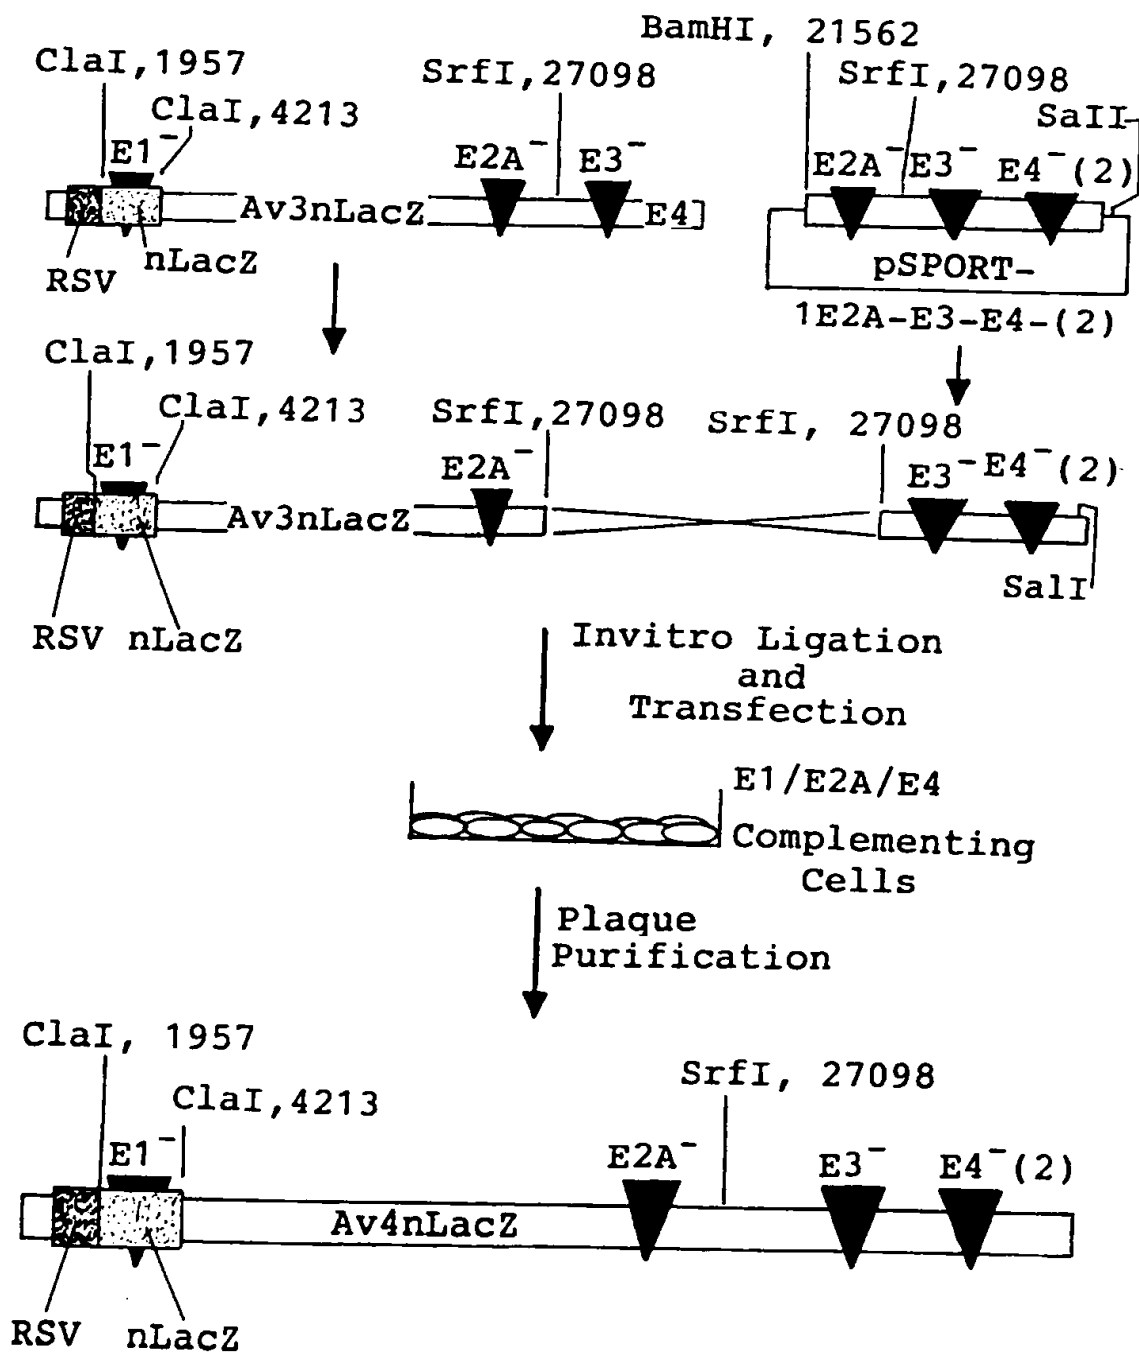 BamHI, 21562
ClaI,1957
SrfI,27098
SrfI,27098
ClaI,4213
SaII
E1⁻
E2A⁻
E3⁻
E2A⁻
E3⁻
E4⁻(2)
Av3nLacZ
E4
RSV
nLacZ
pSPORT-
1E2A-E3-E4-(2)
ClaI,1957
ClaI,4213
SrfI,27098
SrfI, 27098
E1⁻
E2A⁻
E3⁻
E4⁻(2)
Av3nLacZ
SalI
RSV
nLacZ
Invitro Ligation
and
Transfection
E1/E2A/E4
Complementing
Cells
Plaque
Purification
ClaI, 1957
SrfI, 27098
ClaI,4213
E1⁻
E2A⁻
E3⁻
E4⁻(2)
Av4nLacZ
RSV
nLacZ